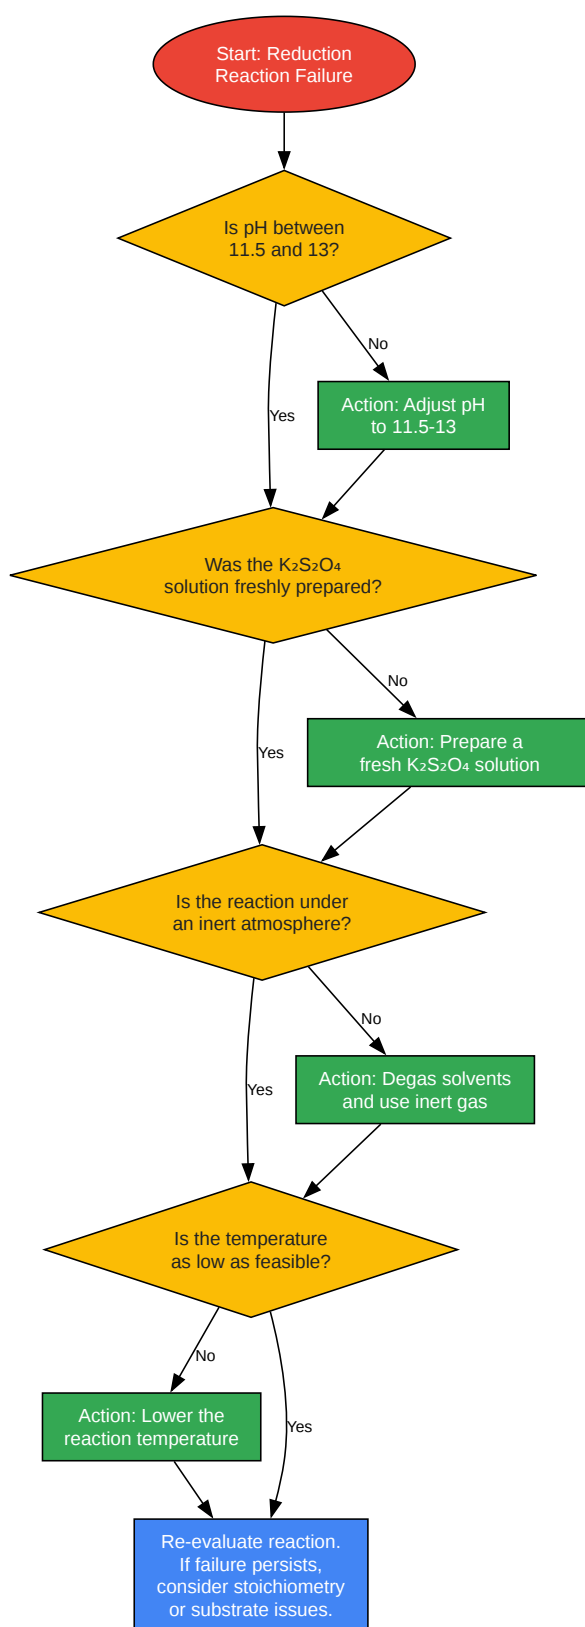 Start: Reduction
Reaction Failure
Is pH between
11.5 and 13?
No
Yes
Action: Adjust pH
to 11.5-13
Was the K₂S₂O₄
solution freshly prepared?
No
Yes
Action: Prepare a
fresh K₂S₂O₄ solution
Is the reaction under
an inert atmosphere?
No
Yes
Action: Degas solvents
and use inert gas
Is the temperature
as low as feasible?
No
Yes
Action: Lower the
reaction temperature
Re-evaluate reaction.
If failure persists,
consider stoichiometry
or substrate issues.